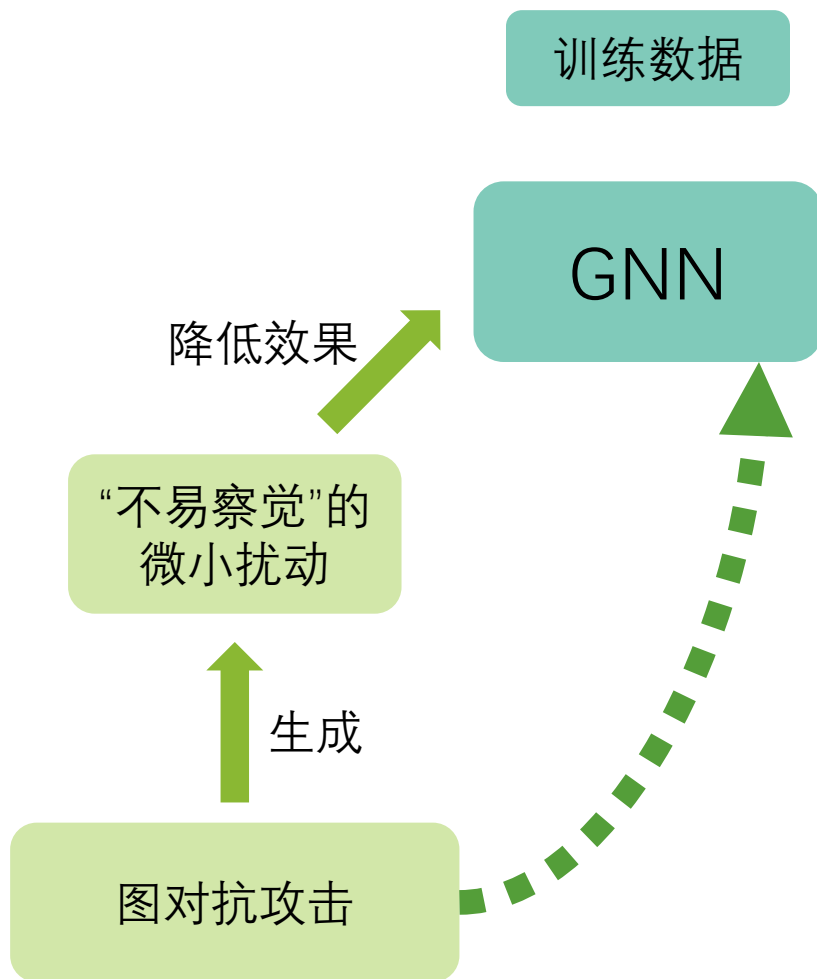 训练数据
GNN
降低效果
“不易察觉”的
微小扰动
生成
图对抗攻击